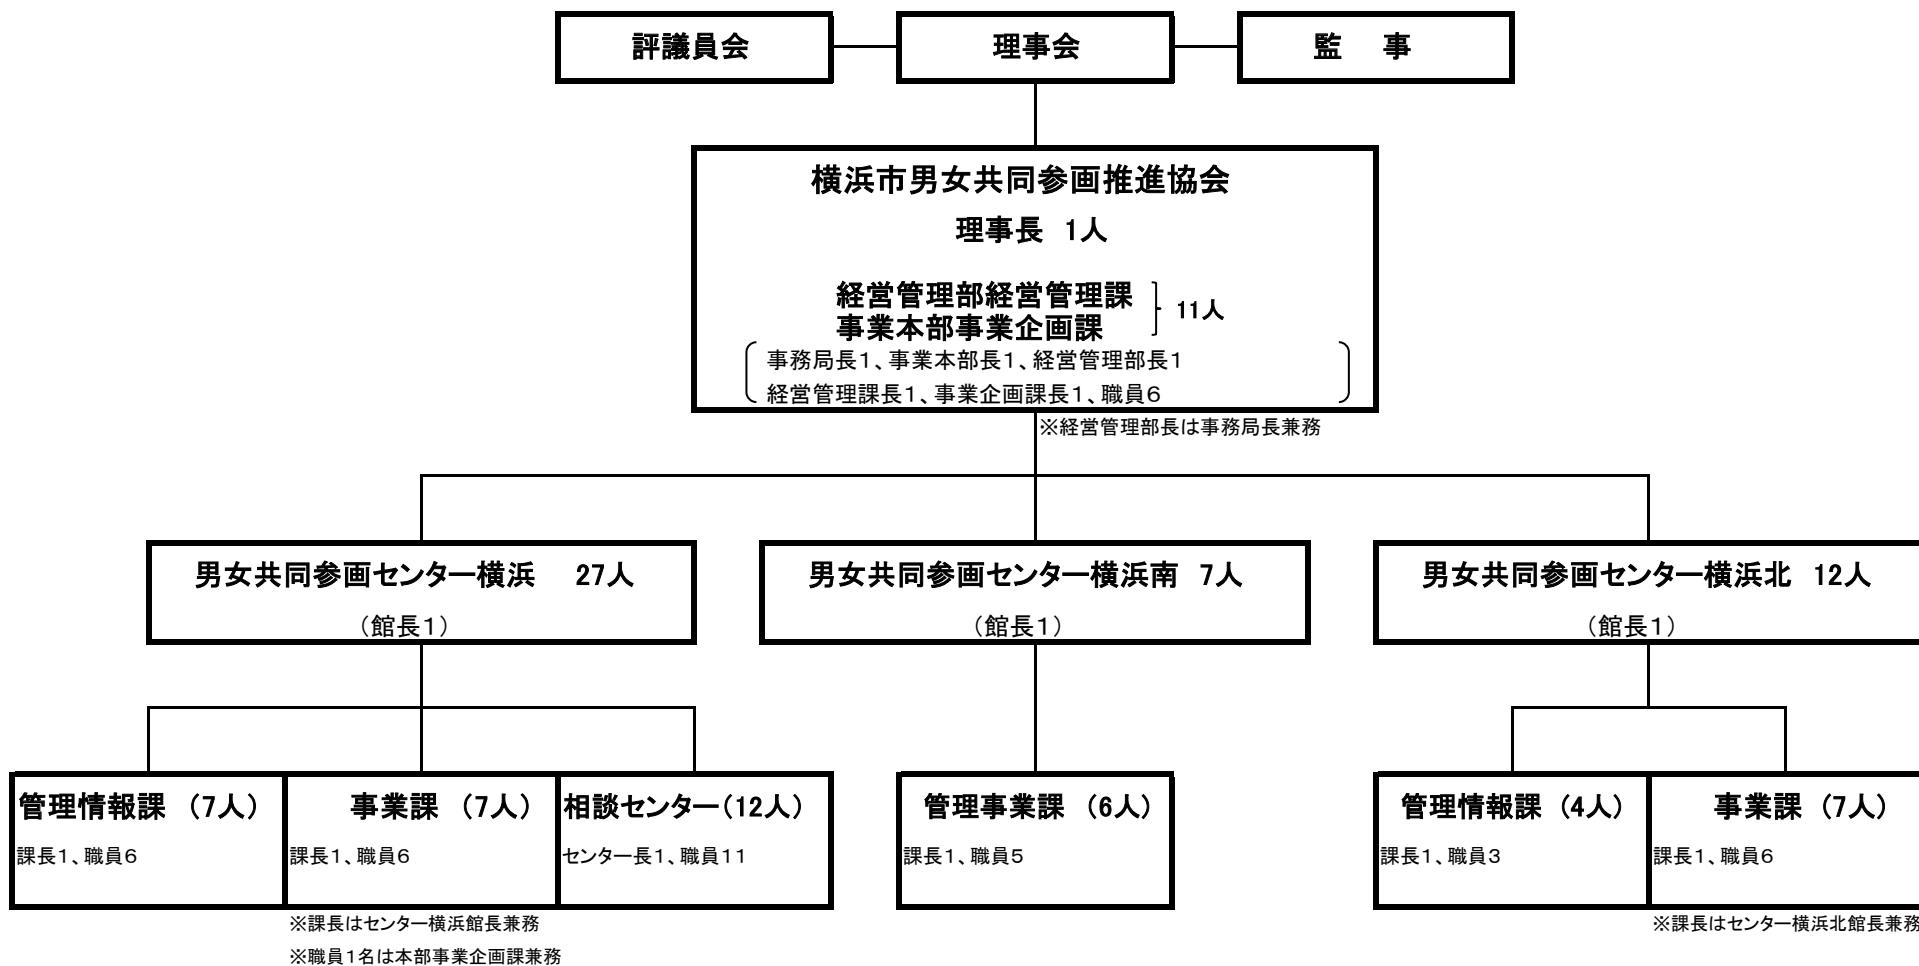 評議員会
理事会
監　事
横浜市男女共同参画推進協会
理事長　1人
経営管理部経営管理課
事業本部事業企画課
11人
事務局長1、事業本部長1、経営管理部長1
経営管理課長1、事業企画課長1、職員6
※経営管理部長は事務局長兼務
男女共同参画センター横浜　27人
（館長1）
男女共同参画センター横浜南　7人
（館長1）
男女共同参画センター横浜北　12人
（館長1）
管理情報課　（7人）
課長1、職員6
事業課　（7人）
課長1、職員6
相談センター（12人）
センター長1、職員11
※課長はセンター横浜館長兼務
※職員1名は本部事業企画課兼務
管理事業課　（6人）
課長1、職員5
管理情報課　（4人）
課長1、職員3
事業課　（7人）
課長1、職員6
※課長はセンター横浜北館長兼務